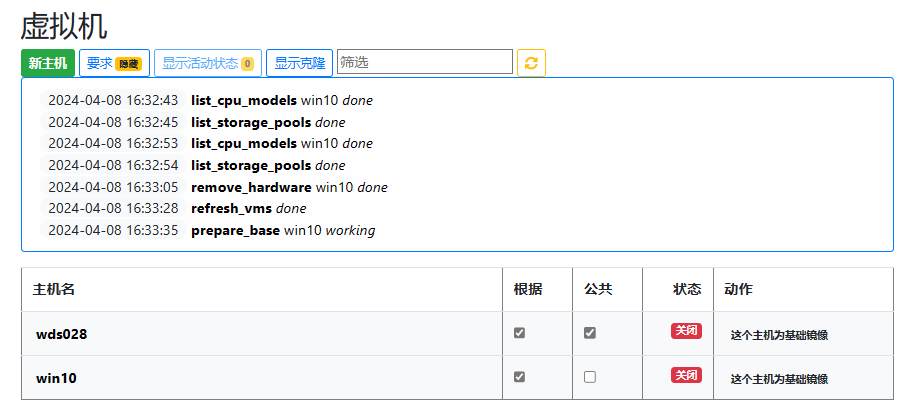 虚拟机
新主机 要求 隐藏 显示活动状态 0 显示克隆 筛选
2024-04-08 16:32:43 list_cpu_models win10 done
2024-04-08 16:32:45 list_storage_pools done
2024-04-08 16:32:53 list_cpu_models win10 done
2024-04-08 16:32:54 list_storage_pools done
2024-04-08 16:33:05 remove_hardware win10 done
2024-04-08 16:33:28 refresh_vms done
2024-04-08 16:33:35 prepare_base win10 working
主机名 根据 公共 状态 动作
wds028 关闭 这个主机为基础镜像
win10 关闭 这个主机为基础镜像